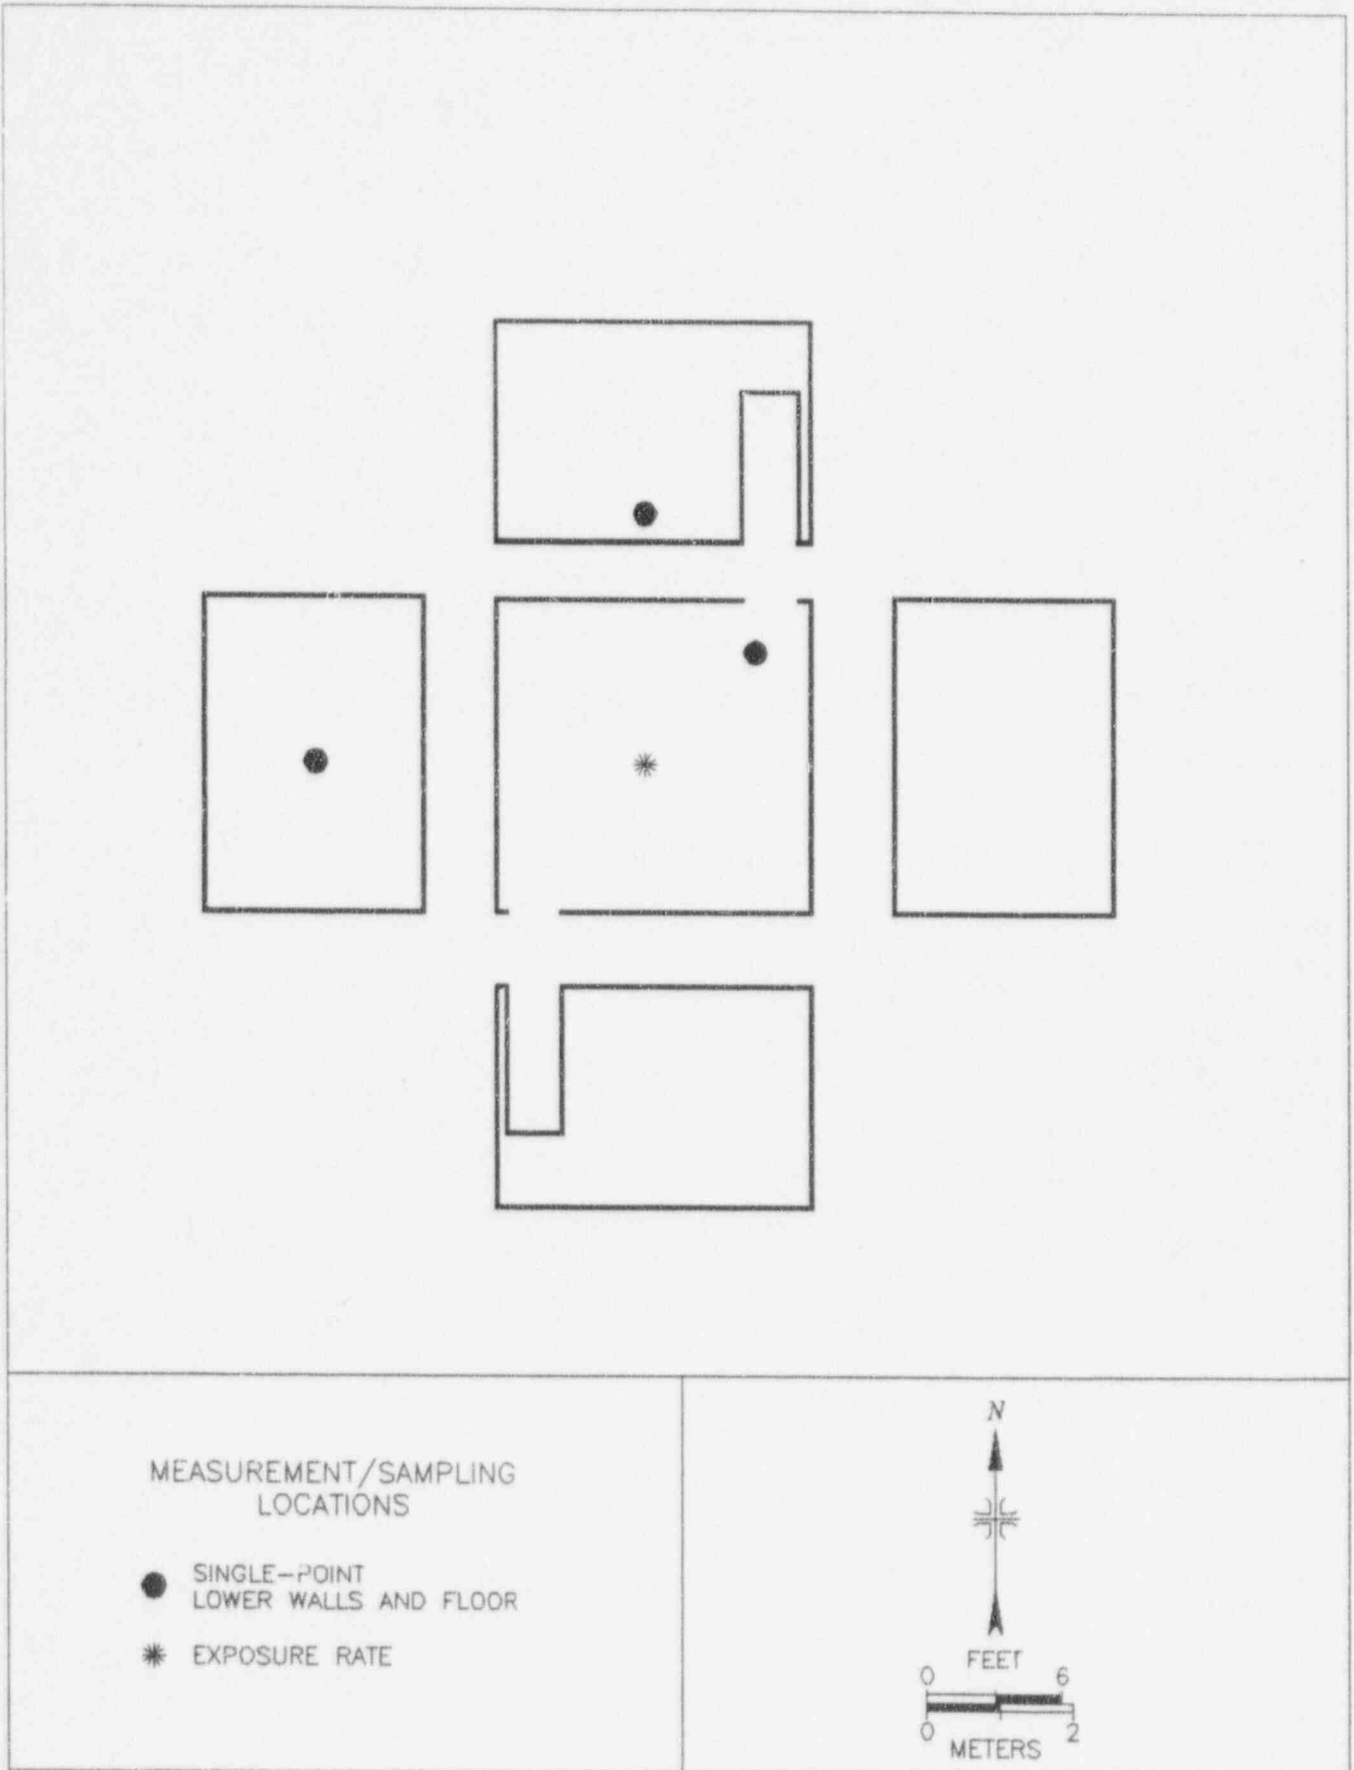 MEASUREMENT/SAMPLING
LOCATIONS
SINGLE-POINT
LOWER WALLS AND FLOOR
EXPOSURE RATE
N
FEET
0 6
0 2
METERS